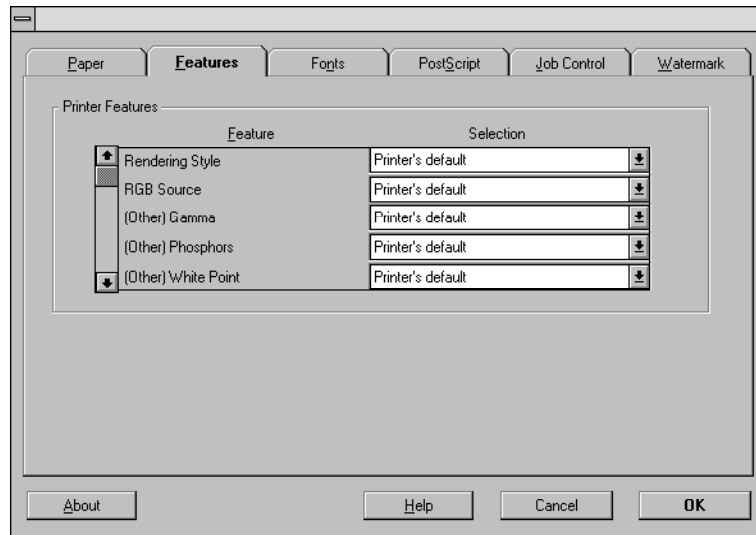 Paper Features Fonts PostScript Job Control Watermark
Printer Features
Feature Selection
Rendering Style Printer's default
RGB Source Printer's default
(Other) Gamma Printer's default
(Other) Phosphors Printer's default
(Other) White Point Printer's default
About Help Cancel OK